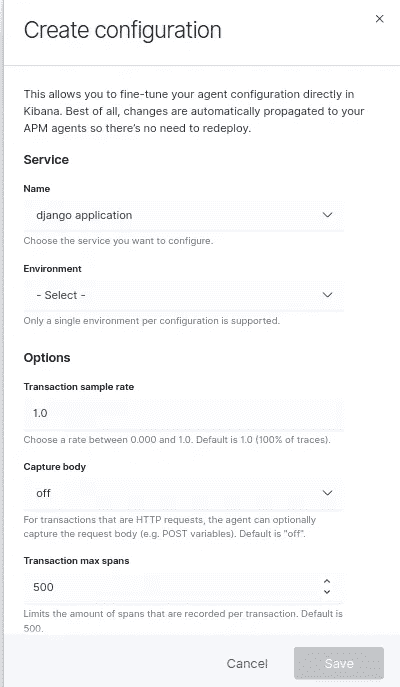 Create configuration
This allows you to fine-tune your agent configuration directly in
Kibana. Best of all, changes are automatically propagated to your
APM agents so there's no need to redeploy.
Service
Name
django application
Choose the service you want to configure.
Environment
- Select -
Only a single environment per configuration is supported.
Options
Transaction sample rate
1.0
Choose a rate between 0.000 and 1.0. Default is 1.0 (100% of traces).
Capture body
off
For transactions that are HTTP requests, the agent can optionally
capture the request body (e.g. POST variables). Default is "off".
Transaction max spans
500
Limits the amount of spans that are recorded per transaction. Default is
500.
Cancel
Save